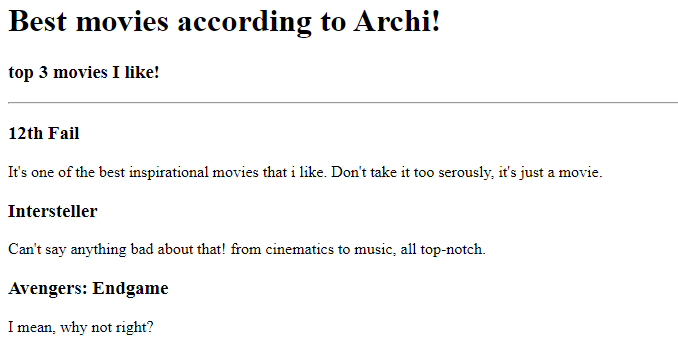 Best movies according to Archi!
top 3 movies I like!
12th Fail
It's one of the best inspirational movies that i like. Don't take it too serously, it's just a movie.
Intersteller
Can't say anything bad about that! from cinematics to music, all top-notch.
Avengers: Endgame
I mean, why not right?